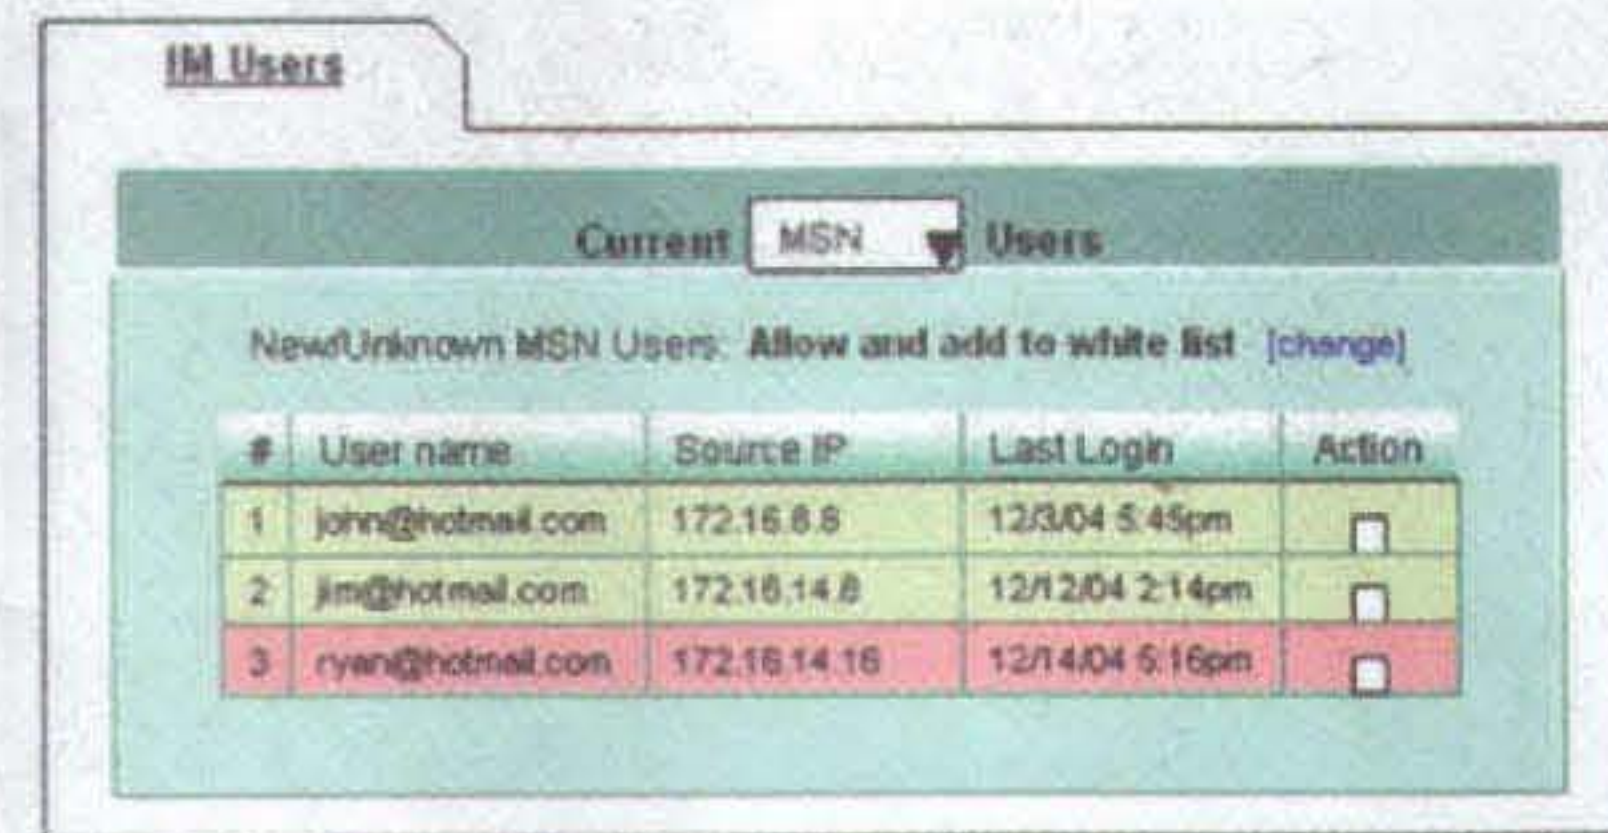 IM Users
Current MSN Users
New/Unknown MSN Users: Allow and add to white list [change]
# User name Source IP Last Login Action
1 john@hotmail.com 172.16.8.8 12/3/04 5:45pm
2 jim@hotmail.com 172.16.14.8 12/12/04 2:14pm
3 ryan@hotmail.com 172.16.14.16 12/14/04 5:16pm